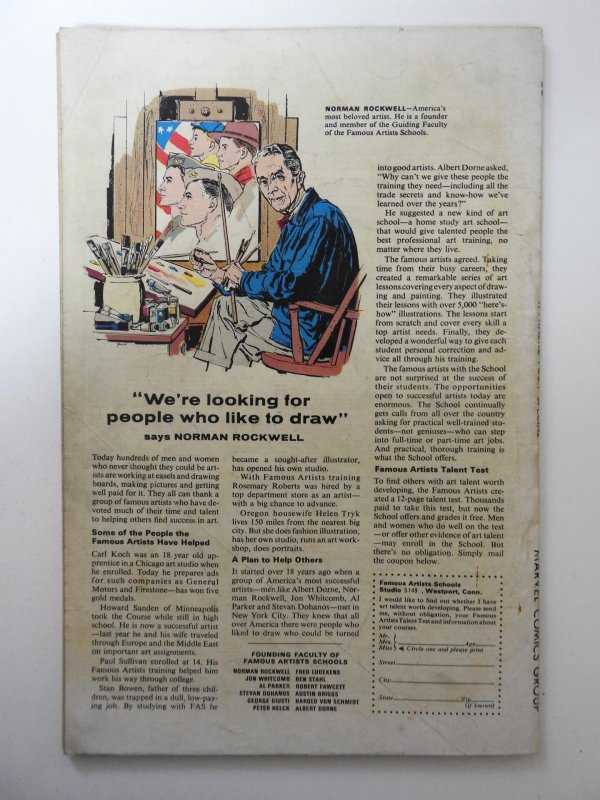 NORMAN ROCKWELL—America's
most beloved artist. He is a founder
and member of the Guiding Faculty
of the Famous Artists Schools.
"We're looking for
people who like to draw"
says NORMAN ROCKWELL
Today hundreds of men and women
who never thought they could be art-
ists are working at easels and drawing
boards, making pictures and getting
well paid for it. They all can thank a
group of famous artists who have de-
voted much of their time and talent
to helping others find success in art.
Some of the People the
Famous Artists Have Helped
Carl Koch was an 18 year old ap-
prentice in a Chicago art studio when
he enrolled. Today he prepares ads
for such companies as General
Motors and Firestone—has won five
gold medals.
Howard Sanden of Minneapolis
took the Course while still in high
school. He is now a successful artist
—last year he and his wife traveled
through Europe and the Middle East
on important art assignments.
Paul Sullivan enrolled at 14. His
Famous Artists training helped him
work his way through college.
Stan Bowen, father of three chil-
dren, was trapped in a dull, low-pay-
ing job. By studying with FAS he
became a sought-after illustrator,
has opened his own studio.
With Famous Artists training
Rosemary Roberts was hired by a
top department store as an artist—
with a big chance to advance.
Oregon housewife Helen Tryk
lives 150 miles from the nearest big
city. But she does fashion illustration,
has her own studio, runs an art work-
shop, does portraits.
A Plan to Help Others
It started over 18 years ago when a
group of America's most successful
artists—men like Albert Dorne, Nor-
man Rockwell, Jon Whitcomb, Al
Parker and Stevan Dohanos—met in
New York City. They knew that all
over America there were people who
liked to draw who could be turned
FOUNDING FACULTY OF
FAMOUS ARTISTS SCHOOLS
NORMAN ROCKWELL FRED LUDEKENS
JON WHITCOMB BEN STAHL
AL PARKER ROBERT FAWCETT
STEVAN DOHANOS AUSTIN BRIGGS
GEORGE GIUSTI HAROLD VON SCHMIDT
PETER HELCK ALBERT DORNE
into good artists. Albert Dorne asked,
"Why can't we give these people the
training they need—including all the
trade secrets and know-how we've
learned over the years?"
He suggested a new kind of art
school—a home study art school—
that would give talented people the
best professional art training, no
matter where they live.
The famous artists agreed. Taking
time from their busy careers, they
created a remarkable series of art
lessons covering every aspect of draw-
ing and painting. They illustrated
their lessons with over 5,000 "here's-
how" illustrations. The lessons start
from scratch and cover every skill a
top artist needs. Finally, they de-
veloped a wonderful way to give each
student personal correction and ad-
vice all through his training.
The famous artists with the School
are not surprised at the success of
their students. The opportunities
open to successful artists today are
enormous. The School continually
gets calls from all over the country
asking for practical well-trained stu-
dents—not geniuses—who can step
into full-time or part-time art jobs.
And practical, thorough training is
what the School offers.
Famous Artists Talent Test
To find others with art talent worth
developing, the Famous Artists cre-
ated a 12-page talent test. Thousands
paid to take this test, but now the
School offers and grades it free. Men
and women who do well on the test
—or offer other evidence of art talent
—may enroll in the School. But
there's no obligation. Simply mail
the coupon below.
Famous Artists Schools
Studio 5149, Westport, Conn.
I would like to find out whether I have
art talent worth developing. Please send
me, without obligation, your Famous
Artists Talent Test and information about
your courses.
Mr.
Mrs. Age
Miss Circle one and please print
Street
City
State Zip
(if known)
MARVEL COMICS GROUP